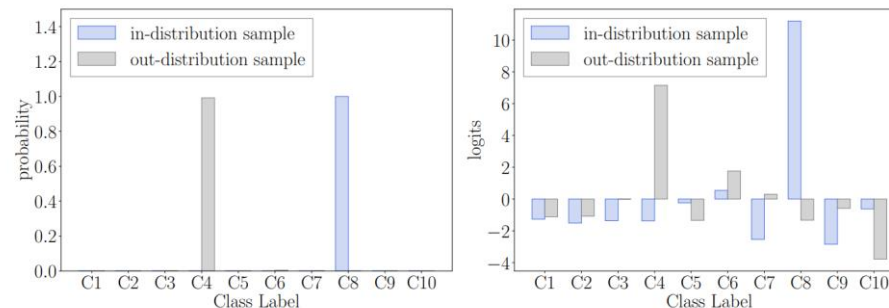 1.4
1.2
1.0
0.8
0.6
0.4
0.2
0.0
probability
in-distribution sample
out-distribution sample
C1 C2 C3 C4 C5 C6 C7 C8 C9 C10
Class Label
10
8
6
4
2
0
−2
−4
logits
in-distribution sample
out-distribution sample
C1 C2 C3 C4 C5 C6 C7 C8 C9 C10
Class Label